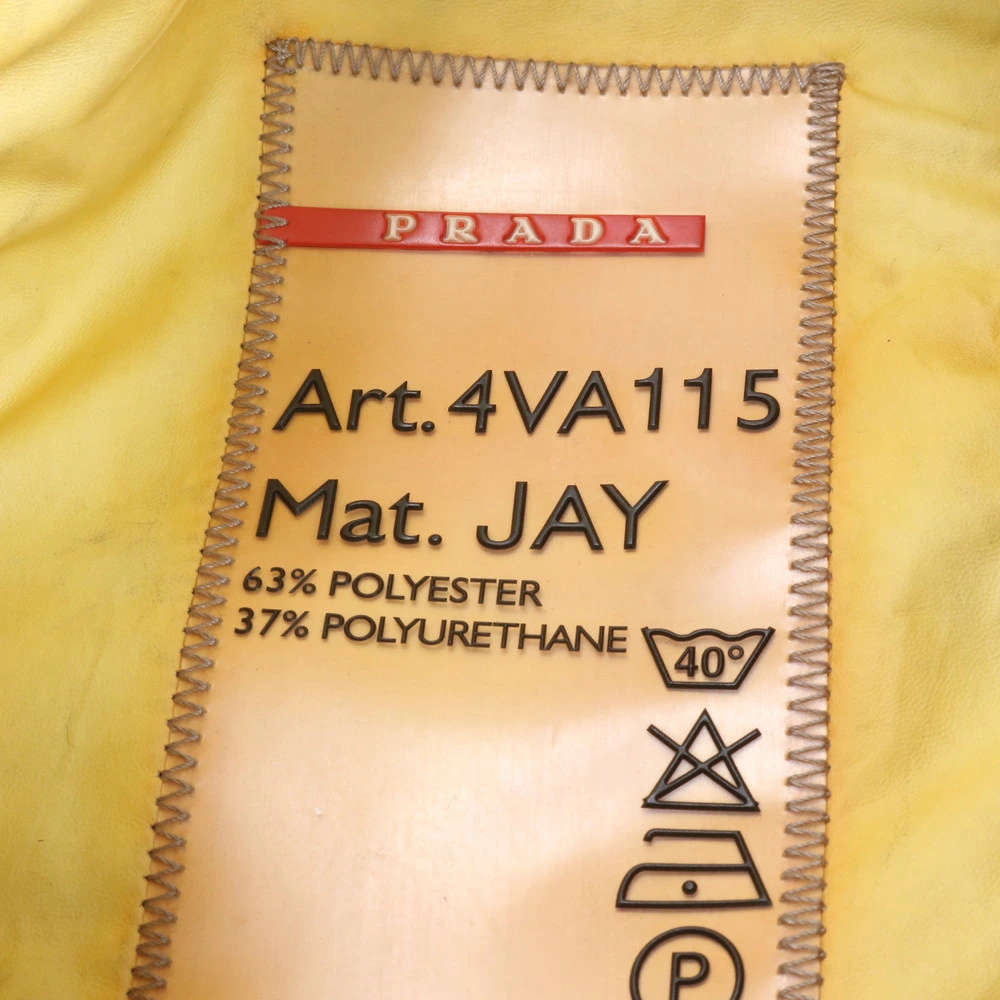 PRADA
Art. 4VA115
Mat. JAY
63% POLYESTER
37% POLYURETHANE
40°
P